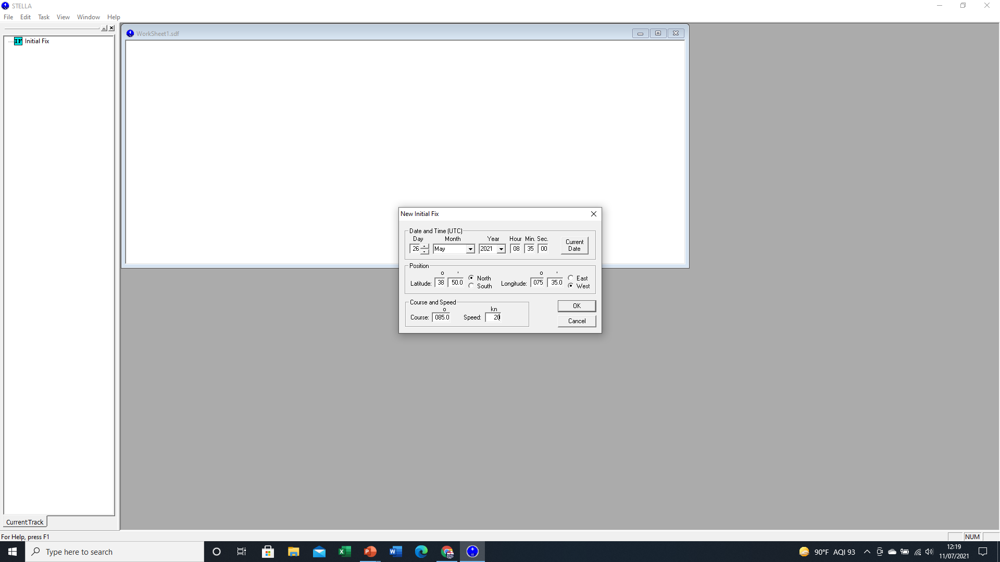 STELLA
File Edit Task View Window Help
IF Initial Fix
WorkSheet1.sdf
New Initial Fix
Date and Time (UTC)
Day Month Year Hour Min. Sec.
26 May 2021 08 35 00
Current
Date
Position
o ' o '
Latitude: 38 50.0 North South Longitude: 075 35.0 East West
Course and Speed
o kn
Course: 085.0 Speed: 20
OK
Cancel
CurrentTrack
For Help, press F1
NUM
Type here to search
90°F AQI 93
12:19
11/07/2021